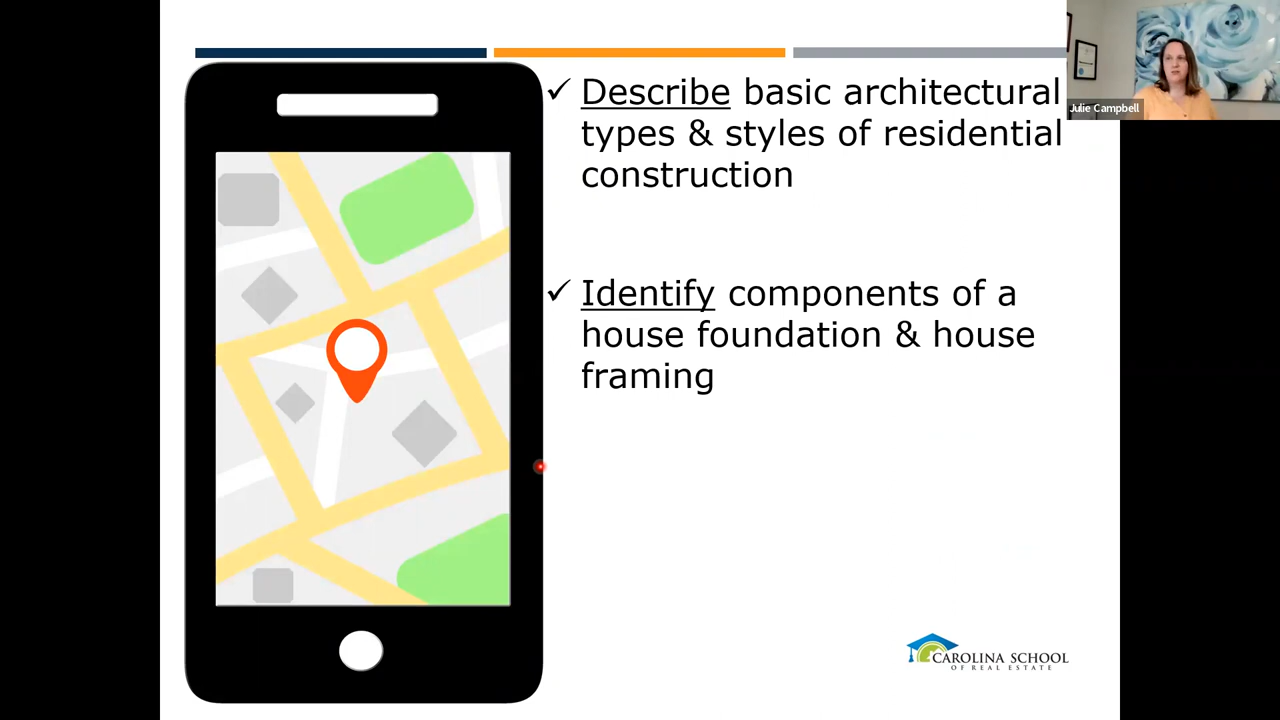 ✓ Describe basic architectural
types & styles of residential
construction
✓ Identify components of a
house foundation & house
framing
Julie Campbell
CAROLINA SCHOOL
OF REAL ESTATE